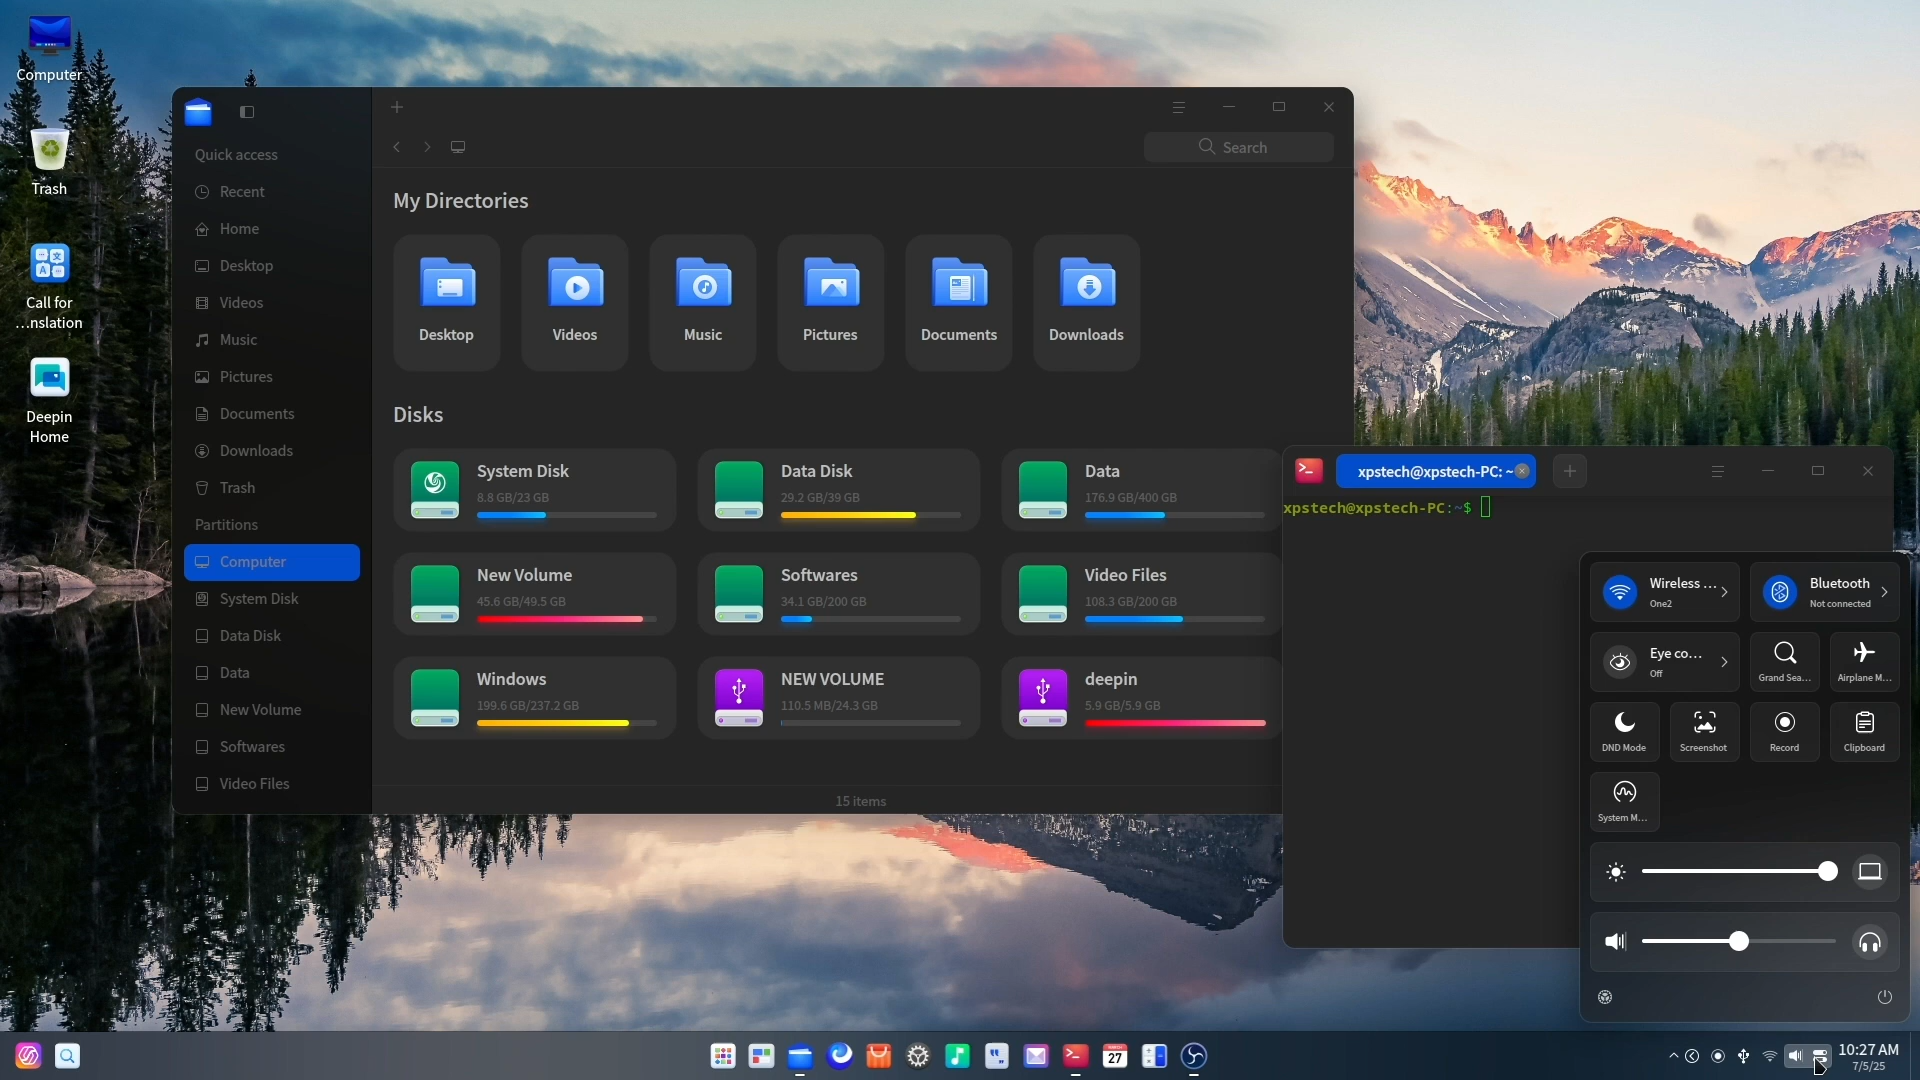 Computer
Trash
Call for
...nslation
Deepin
Home
Quick access
Recent
Home
Desktop
Videos
Music
Pictures
Documents
Downloads
Trash
Partitions
Computer
System Disk
Data Disk
Data
New Volume
Softwares
Video Files
Search
My Directories
Desktop
Videos
Music
Pictures
Documents
Downloads
Disks
System Disk
8.8 GB/23 GB
Data Disk
29.2 GB/39 GB
Data
176.9 GB/400 GB
New Volume
45.6 GB/49.5 GB
Softwares
34.1 GB/200 GB
Video Files
108.3 GB/200 GB
Windows
199.6 GB/237.2 GB
NEW VOLUME
110.5 MB/24.3 GB
deepin
5.9 GB/5.9 GB
15 items
xpstech@xpstech-PC: ~
xpstech@xpstech-PC:~$
Wireless ...
One2
Bluetooth
Not connected
Eye co...
Off
Grand Sea...
Airplane M...
DND Mode
Screenshot
Record
Clipboard
System M...
MARCH
27
10:27 AM
7/5/25